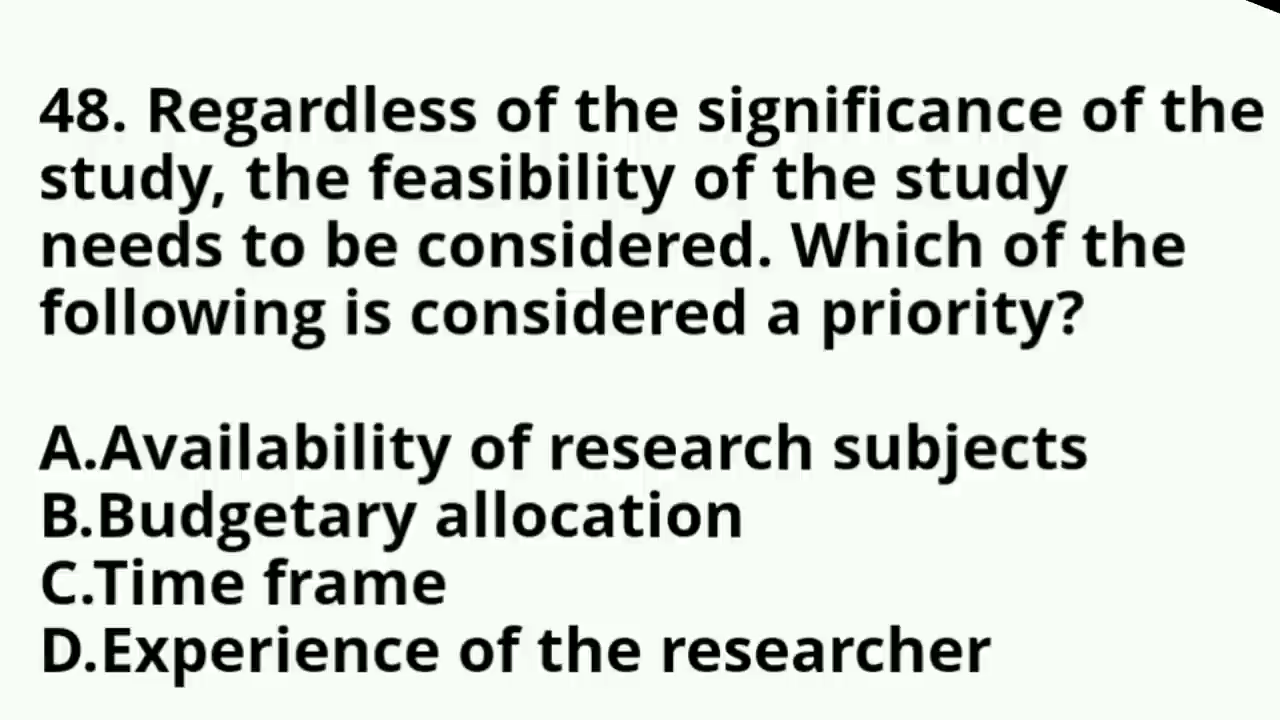 48. Regardless of the significance of the
study, the feasibility of the study
needs to be considered. Which of the
following is considered a priority?
A.Availability of research subjects
B.Budgetary allocation
C.Time frame
D.Experience of the researcher